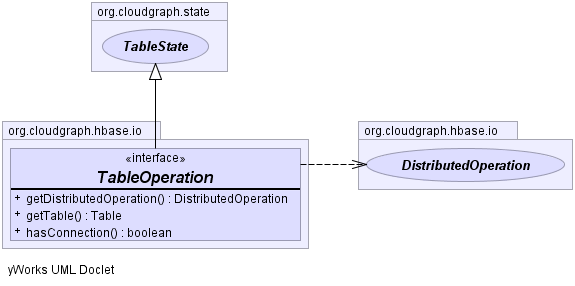 org.cloudgraph.state
TableState
org.cloudgraph.hbase.io
«interface»
TableOperation
+ getDistributedOperation() : DistributedOperation
+ getTable() : Table
+ hasConnection() : boolean
org.cloudgraph.hbase.io
DistributedOperation
yWorks UML Doclet